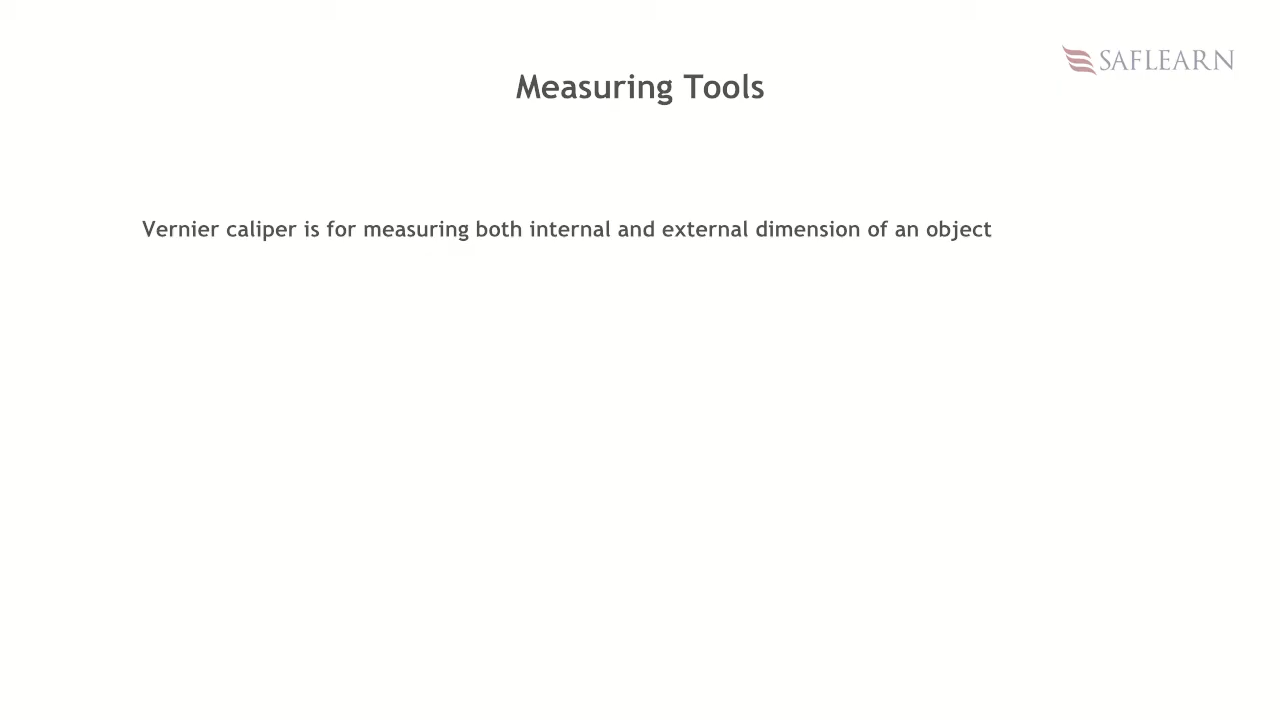 SAFLEARN
Measuring Tools
Vernier caliper is for measuring both internal and external dimension of an object